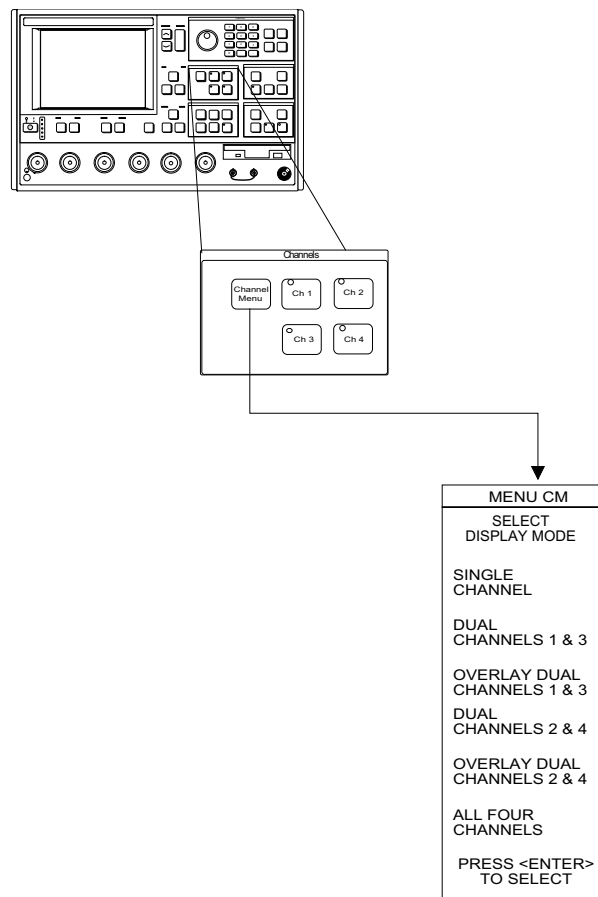 Channels
Channel
Menu
Ch 1
Ch 2
Ch 3
Ch 4
MENU CM
SELECT
DISPLAY MODE
SINGLE
CHANNEL
DUAL
CHANNELS 1 & 3
OVERLAY DUAL
CHANNELS 1 & 3
DUAL
CHANNELS 2 & 4
OVERLAY DUAL
CHANNELS 2 & 4
ALL FOUR
CHANNELS
PRESS <ENTER>
TO SELECT